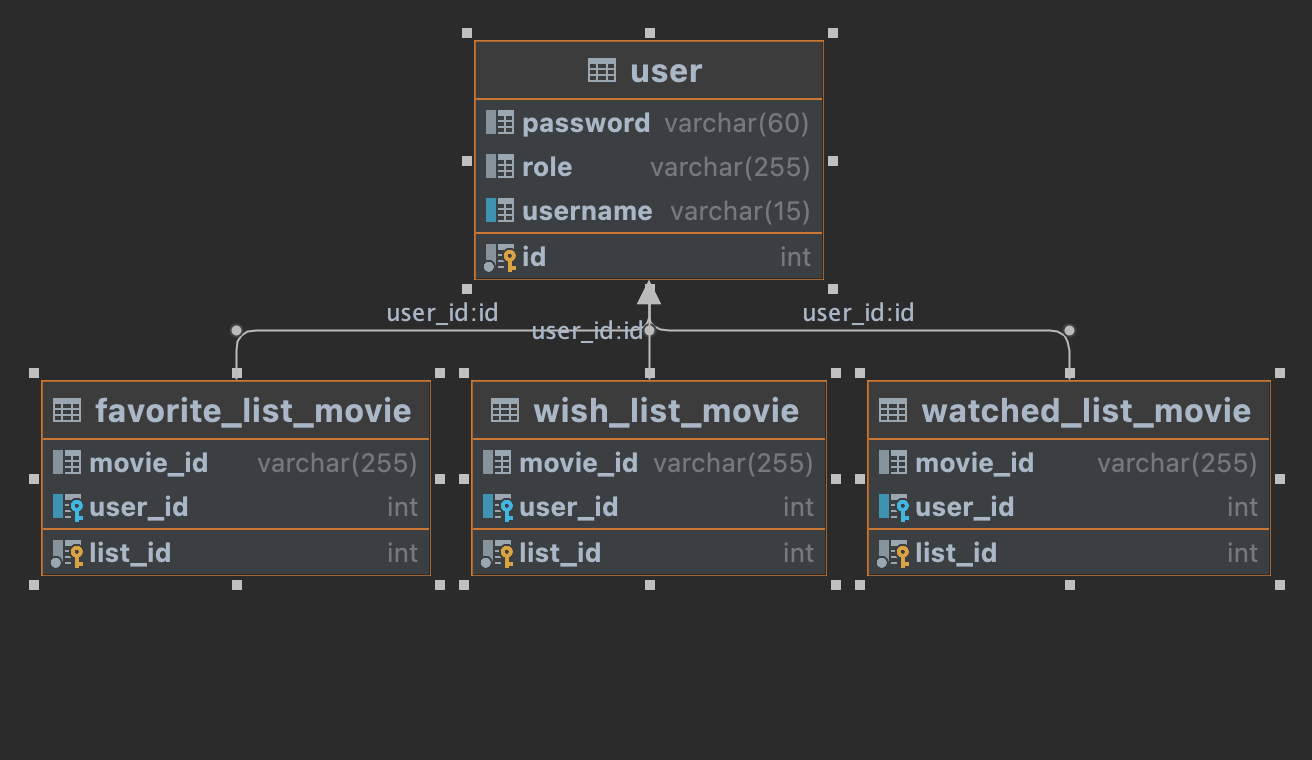 user
password varchar(60)
role varchar(255)
username varchar(15)
id int
user_id:id
user_id:id
user_id:id
favorite_list_movie
movie_id varchar(255)
user_id int
list_id int
wish_list_movie
movie_id varchar(255)
user_id int
list_id int
watched_list_movie
movie_id varchar(255)
user_id int
list_id int